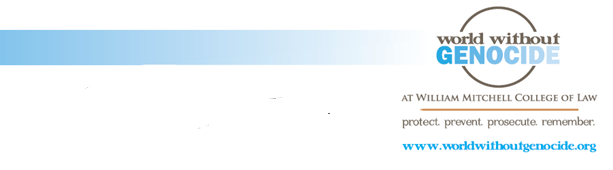 world without
GENOCIDE
AT WILLIAM MITCHELL COLLEGE OF LAW
protect. prevent. prosecute. remember.
www.worldwithoutgenocide.org